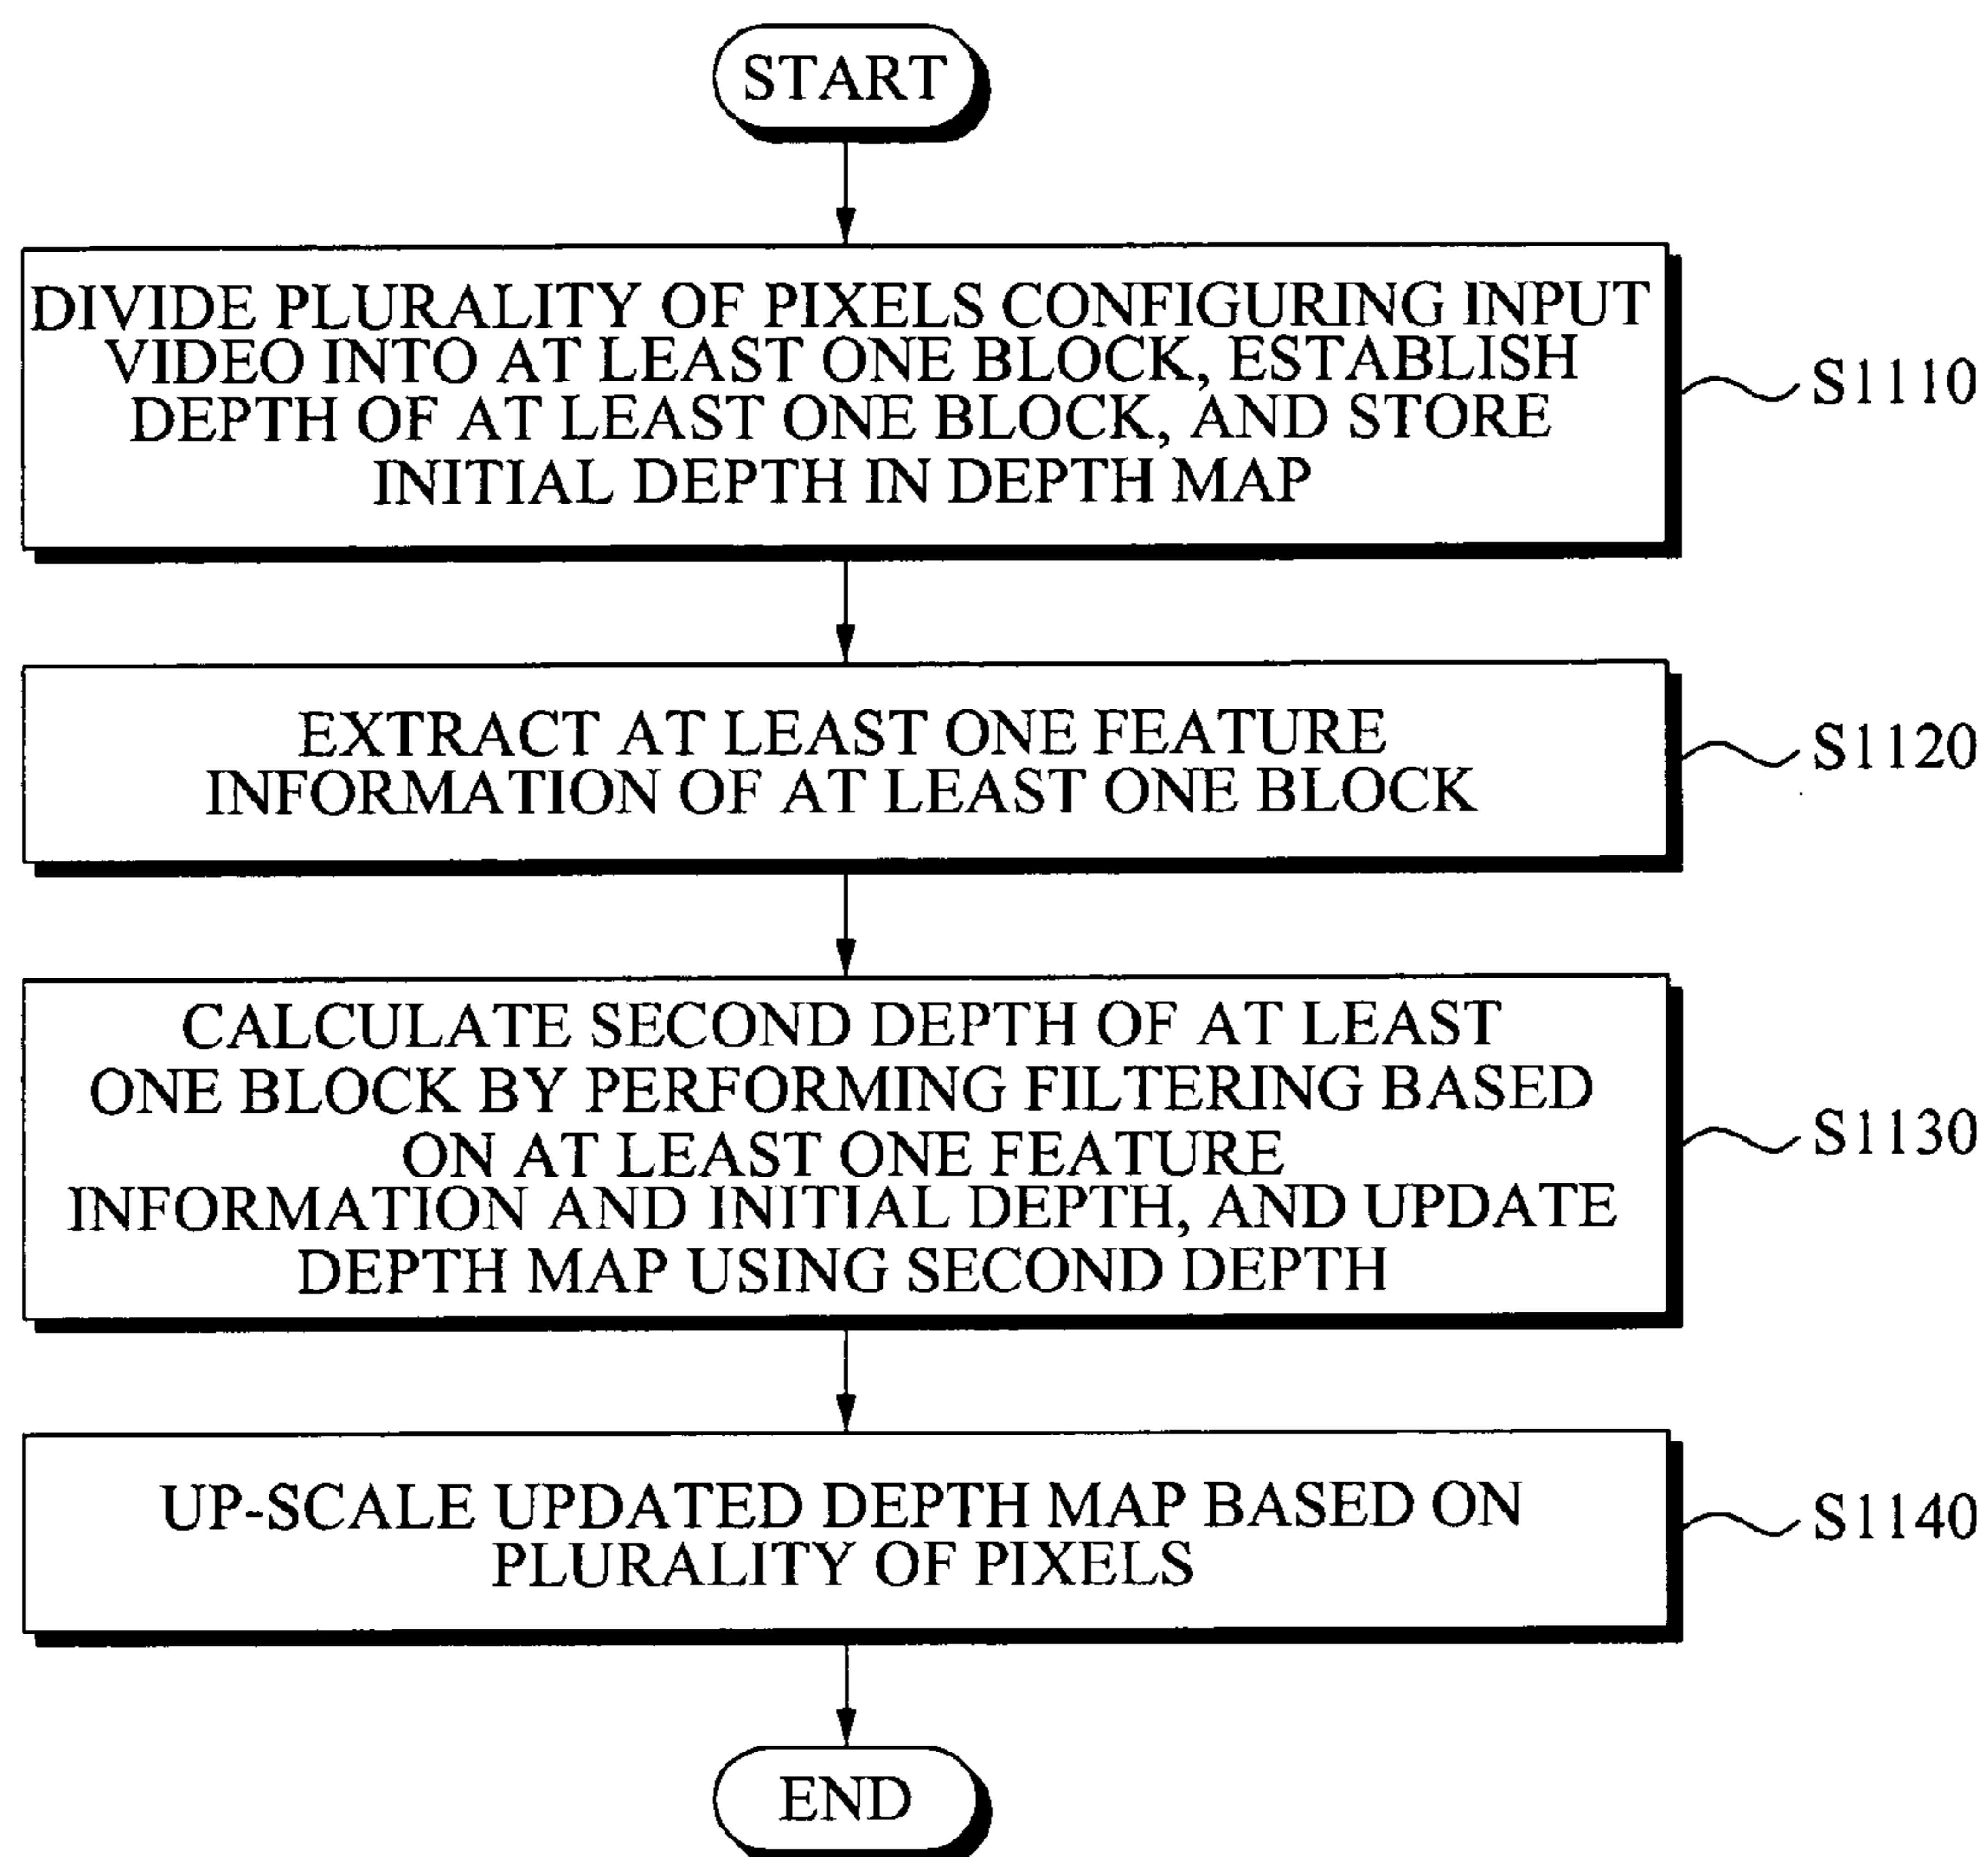 START
DIVIDE PLURALITY OF PIXELS CONFIGURING INPUT
VIDEO INTO AT LEAST ONE BLOCK, ESTABLISH
DEPTH OF AT LEAST ONE BLOCK, AND STORE
INITIAL DEPTH IN DEPTH MAP
S1110
EXTRACT AT LEAST ONE FEATURE
INFORMATION OF AT LEAST ONE BLOCK
S1120
CALCULATE SECOND DEPTH OF AT LEAST
ONE BLOCK BY PERFORMING FILTERING BASED
ON AT LEAST ONE FEATURE
INFORMATION AND INITIAL DEPTH, AND UPDATE
DEPTH MAP USING SECOND DEPTH
S1130
UP-SCALE UPDATED DEPTH MAP BASED ON
PLURALITY OF PIXELS
S1140
END